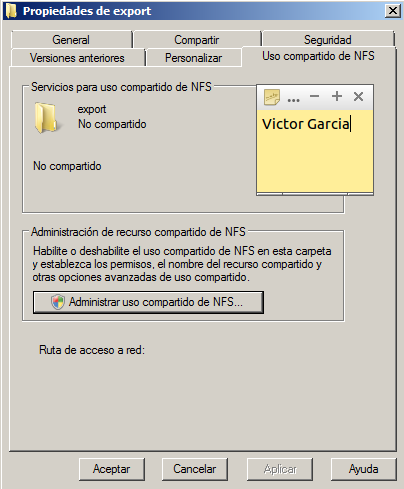 Propiedades de export
General
Compartir
Seguridad
Versiones anteriores
Personalizar
Uso compartido de NFS
Servicios para uso compartido de NFS
export
No compartido
No compartido
...
Victor Garcia
Administración de recurso compartido de NFS
Habilite o deshabilite el uso compartido de NFS en esta carpeta
y establezca los permisos, el nombre del recurso compartido y
otras opciones avanzadas de uso compartido.
Administrar uso compartido de NFS...
Ruta de acceso a red:
Aceptar
Cancelar
Aplicar
Ayuda